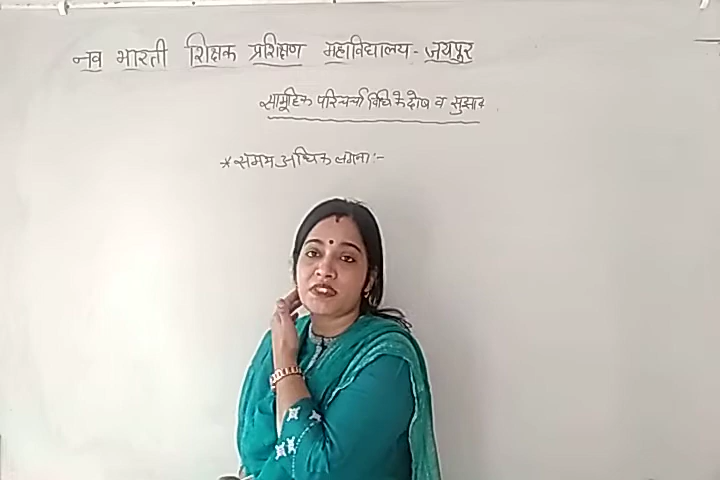 नव भारती शिक्षक प्रशिक्षण महाविद्यालय - जयपुर
सामूहिक परिचर्चा विधि के दोष व सुझाव
* समय अधिक लगना :-